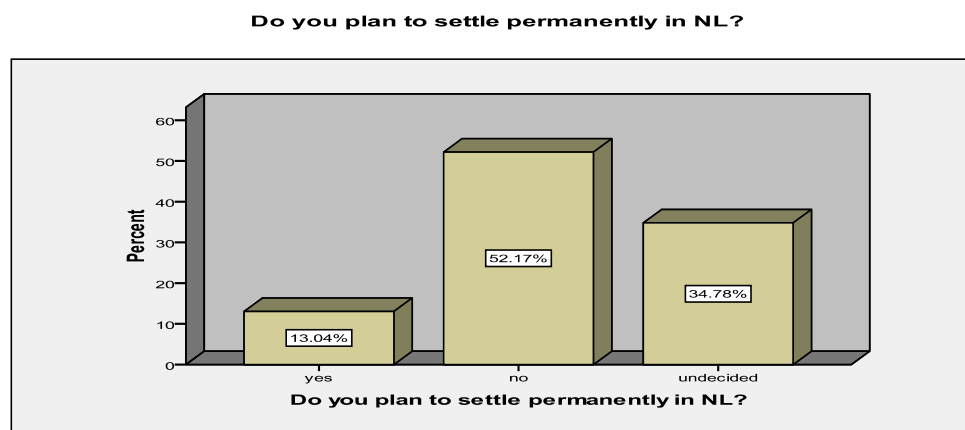 Do you plan to settle permanently in NL?
Percent
60
50
40
30
20
10
0
13.04%
52.17%
34.78%
yes no undecided
Do you plan to settle permanently in NL?